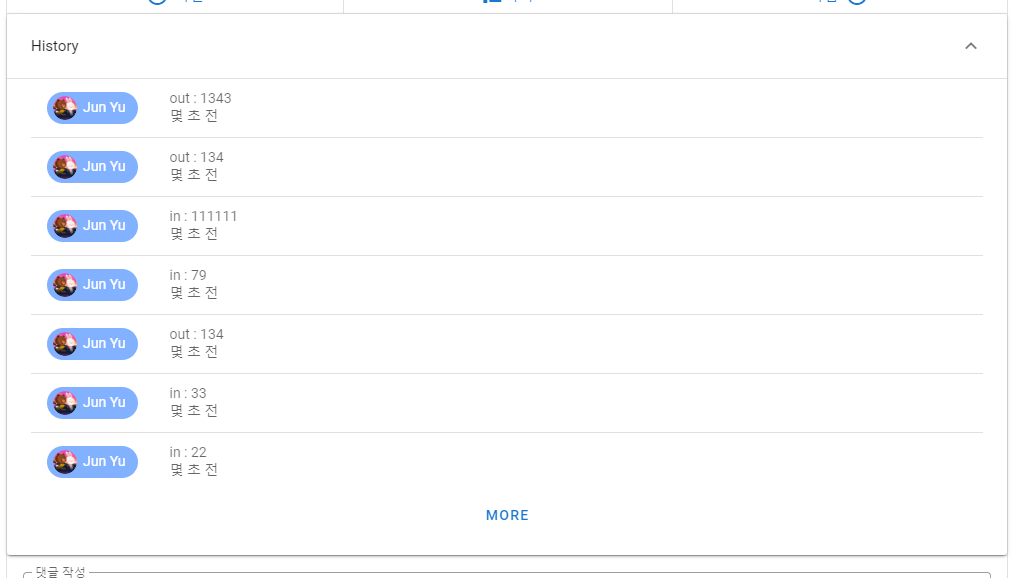 History
Jun Yu
out : 1343
몇 초 전
Jun Yu
out : 134
몇 초 전
Jun Yu
in : 111111
몇 초 전
Jun Yu
in : 79
몇 초 전
Jun Yu
out : 134
몇 초 전
Jun Yu
in : 33
몇 초 전
Jun Yu
in : 22
몇 초 전
MORE
댓글 작성